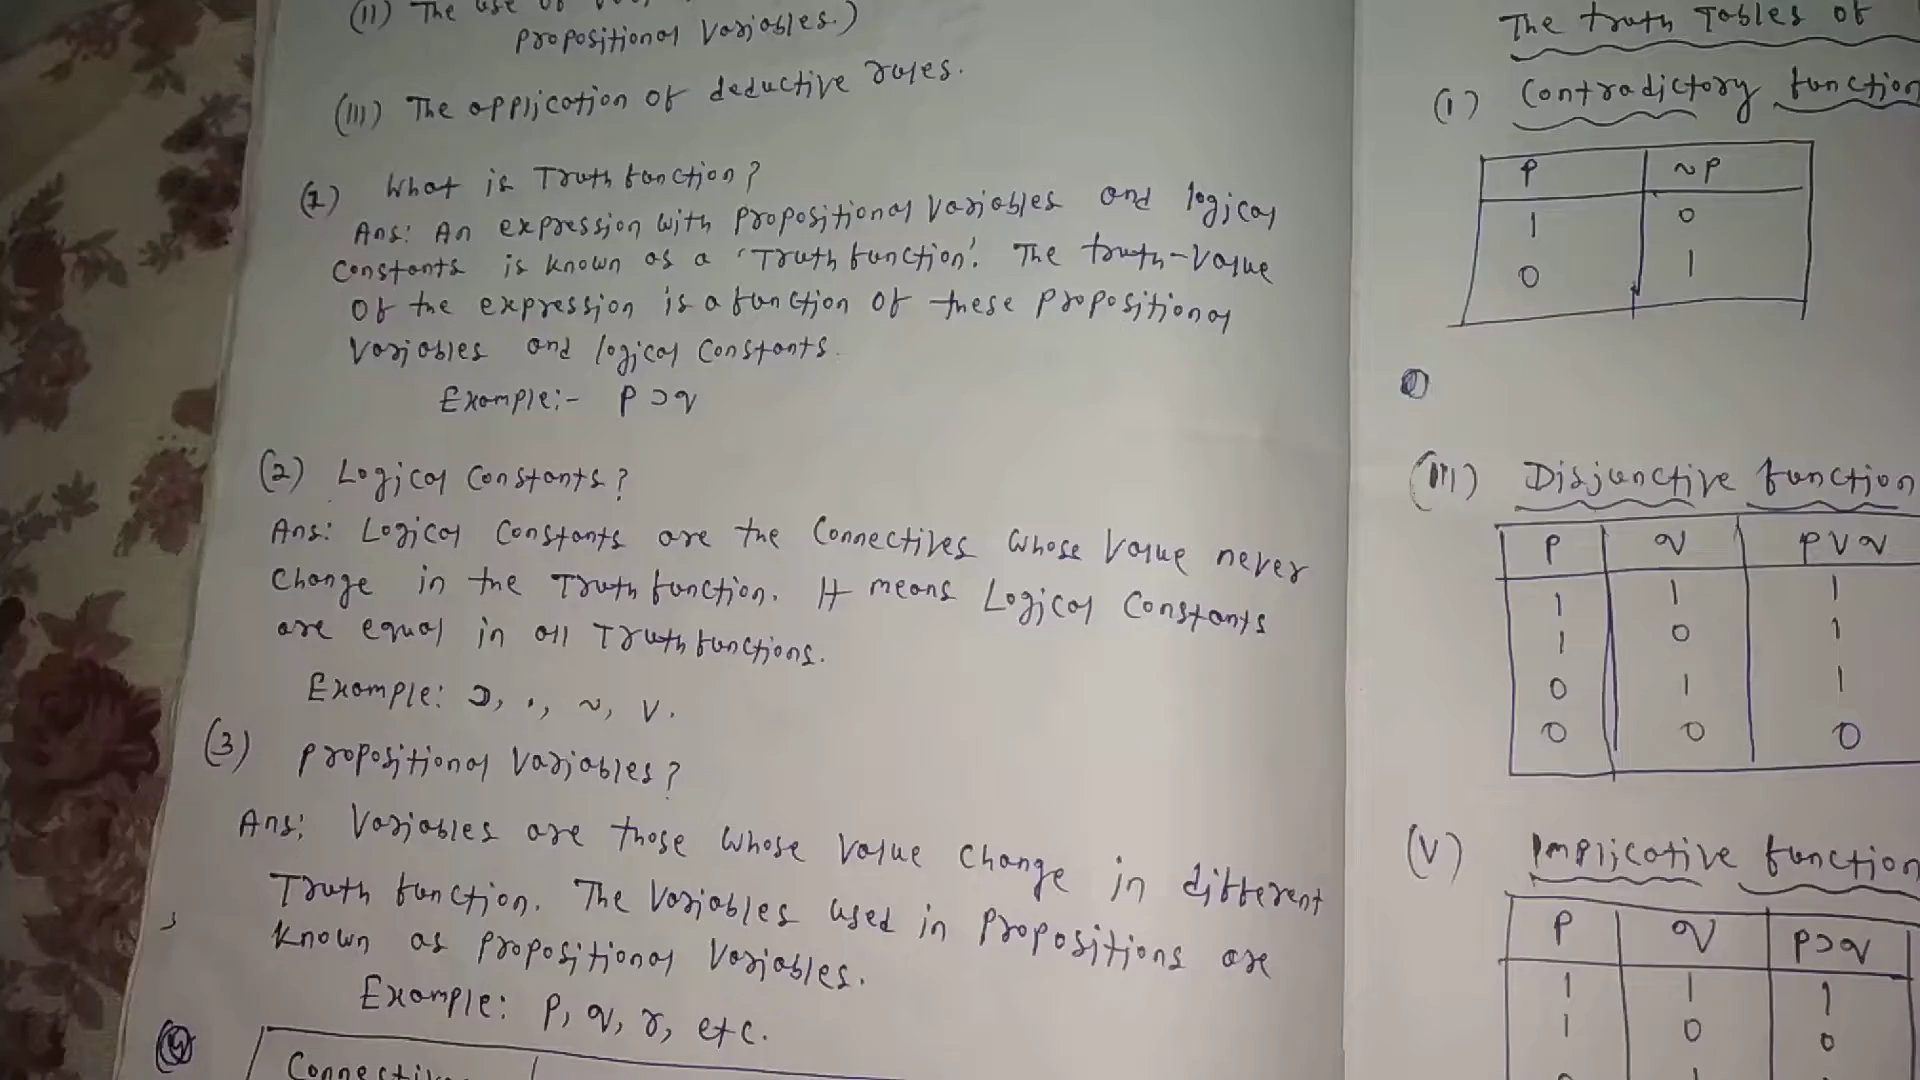 (II) The use of
propositional variables.)
(III) The application of deductive rules.
(1) What is Truth function?
Ans: An expression with propositional variables and logical
constants is known as a 'Truth function'. The truth-value
of the expression is a function of these propositional
variables and logical constants.
Example:- p ⊃ q
(2) Logical constants?
Ans: Logical constants are the connectives whose value never
change in the Truth function. It means Logical constants
are equal in all Truth functions.
Example: ⊃, ·, ~, v.
(3) propositional variables?
Ans: Variables are those whose value change in different
Truth function. The variables used in propositions are
known as propositional variables.
Example: p, q, r, etc.
(4)
Connective
The truth Tables of
(I) Contradictory function
p ~p
1 0
0 1
(III) Disjunctive function
p q p v q
1 1 1
1 0 1
0 1 1
0 0 0
(V) Implicative function
p q p ⊃ q
1 1 1
1 0 0